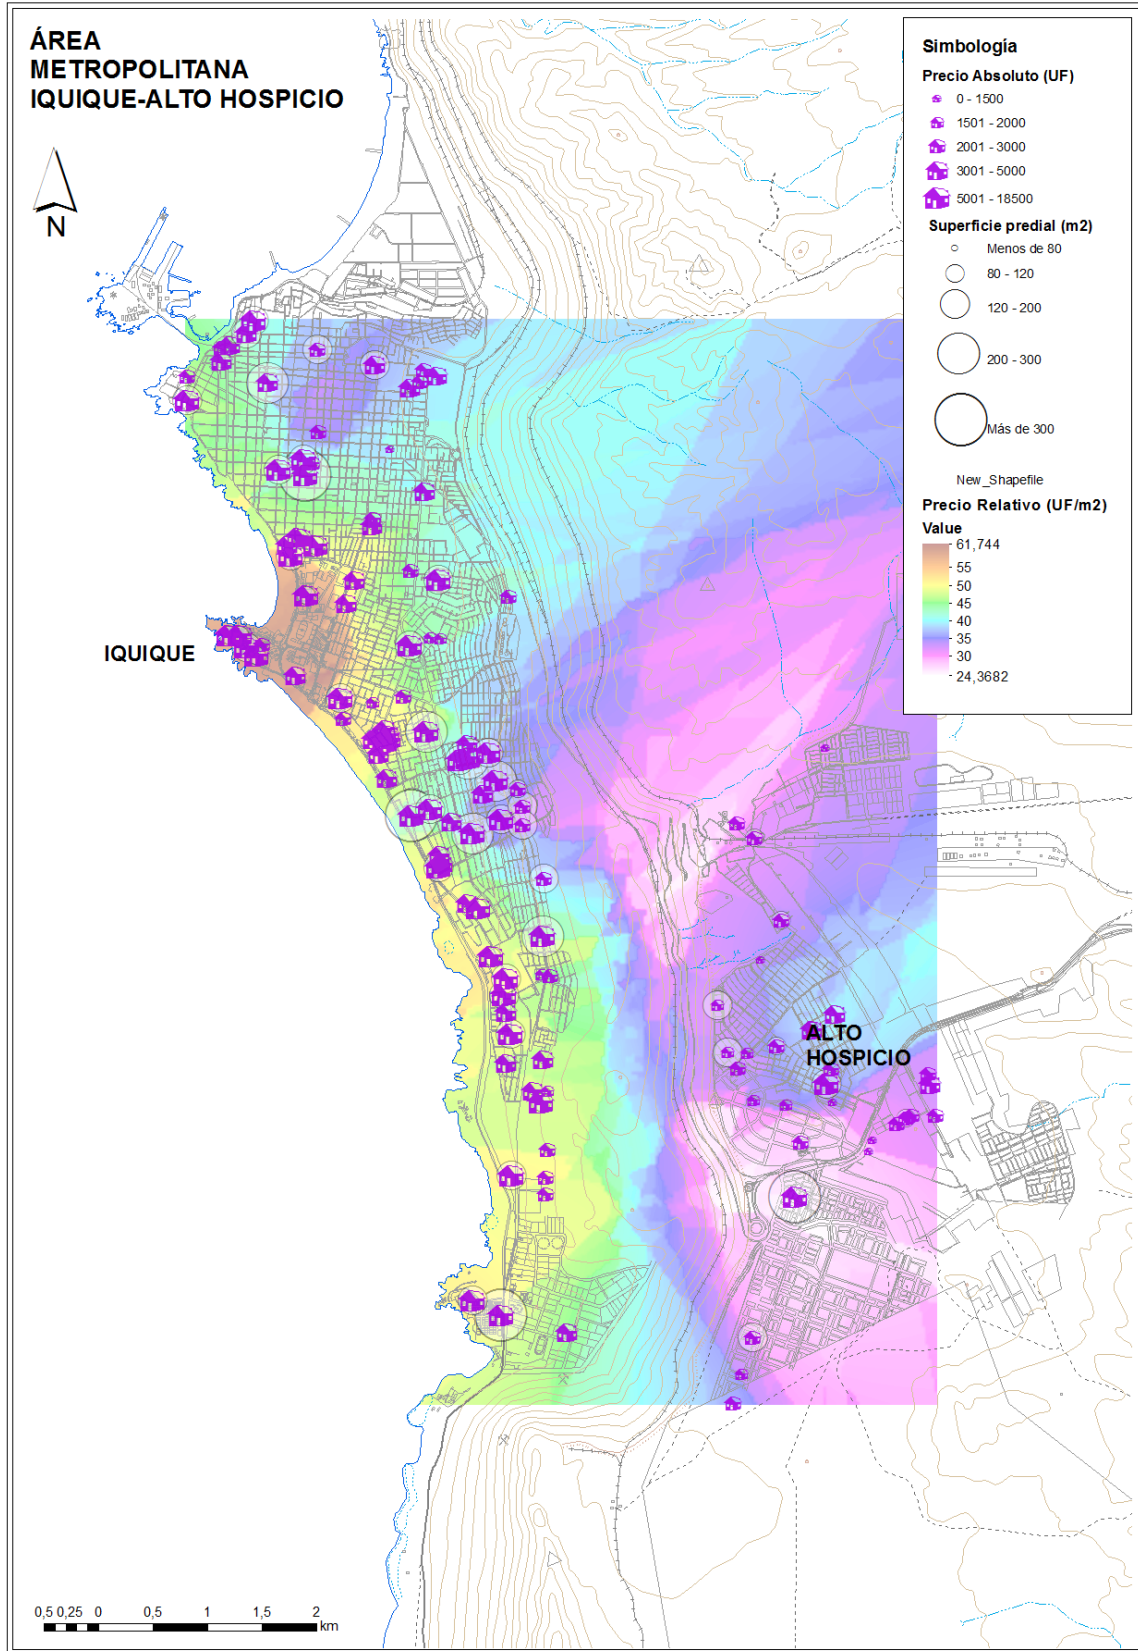 ÁREA
METROPOLITANA
IQUIQUE-ALTO HOSPICIO
N
IQUIQUE
ALTO
HOSPICIO
Simbología
Precio Absoluto (UF)
0 - 1500
1501 - 2000
2001 - 3000
3001 - 5000
5001 - 18500
Superficie predial (m2)
Menos de 80
80 - 120
120 - 200
200 - 300
Más de 300
New_Shapefile
Precio Relativo (UF/m2)
Value
61,744
55
50
45
40
35
30
24,3682
0,5 0,25 0 0,5 1 1,5 2
km